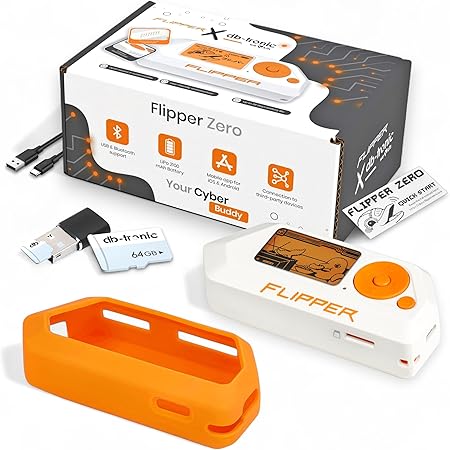 FLIPPER X db-tronic
FLIPPER
Flipper Zero
USB & Bluetooth
support
LiPo 2100
mAh Battery
Mobile app for
iOS & Android
Connection to
third-party devices
Your Cyber
Buddy
FLIPPER
X db-tronic
FLIPPER ZERO
QUICK START
db-tronic
64GB
FLIPPER